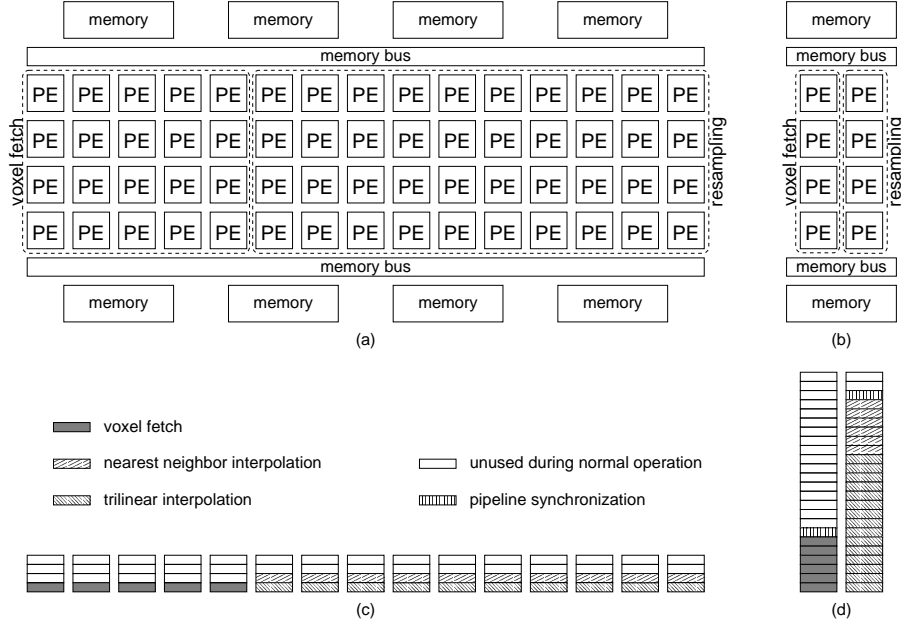 memory memory memory memory memory
memory bus memory bus
voxel fetch
PE PE PE PE PE PE PE PE PE PE PE PE PE PE PE
PE PE PE PE PE PE PE PE PE PE PE PE PE PE PE
PE PE PE PE PE PE PE PE PE PE PE PE PE PE PE
PE PE PE PE PE PE PE PE PE PE PE PE PE PE PE
resampling
voxel fetch
PE PE
PE PE
PE PE
PE PE
resampling
memory bus memory bus
memory memory memory memory memory
(a) (b)
voxel fetch
nearest neighbor interpolation unused during normal operation
trilinear interpolation pipeline synchronization
(c) (d)